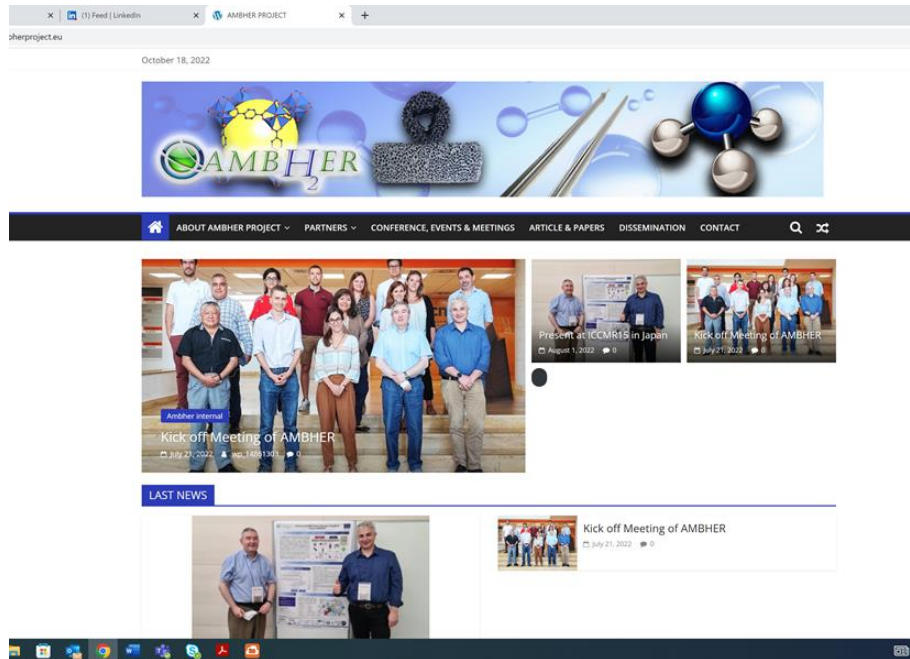 (1) Feed | LinkedIn
AMBHER PROJECT
bherproject.eu
October 18, 2022
AMBH2ER
ABOUT AMBHER PROJECT
PARTNERS
CONFERENCE, EVENTS & MEETINGS
ARTICLE & PAPERS
DISSEMINATION
CONTACT
Ambher internal
Kick off Meeting of AMBHER
July 21, 2022 wp_14861303 0
Present at ICCMR15 in Japan
August 1, 2022 0
Kick off Meeting of AMBHER
July 21, 2022 0
LAST NEWS
Kick off Meeting of AMBHER
July 21, 2022 0